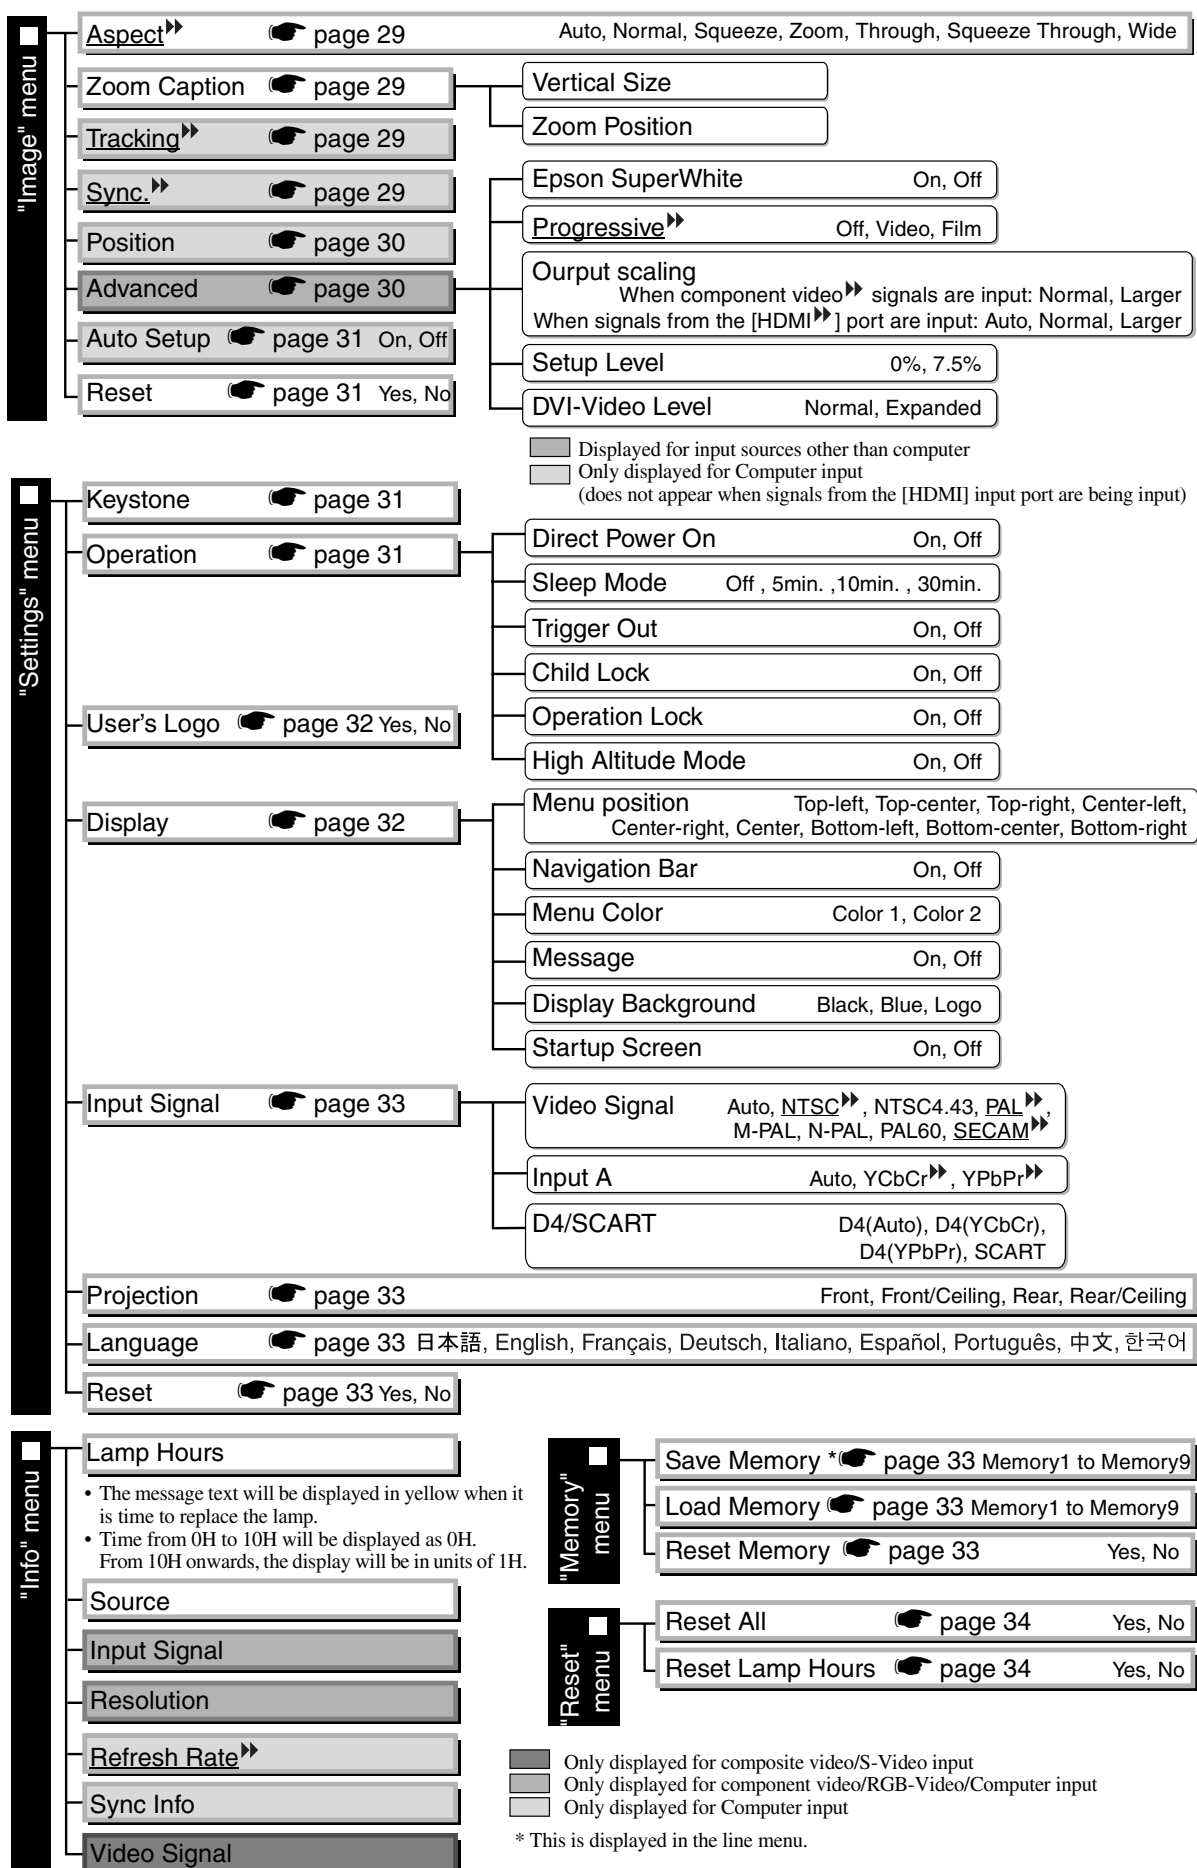 "Image" menu
Aspect page 29 Auto, Normal, Squeeze, Zoom, Through, Squeeze Through, Wide
Zoom Caption page 29
Vertical Size
Zoom Position
Tracking page 29
Sync. page 29
Position page 30
Advanced page 30
Epson SuperWhite On, Off
Progressive Off, Video, Film
Ourput scaling
When component video signals are input: Normal, Larger
When signals from the [HDMI] port are input: Auto, Normal, Larger
Setup Level 0%, 7.5%
DVI-Video Level Normal, Expanded
Auto Setup page 31 On, Off
Reset page 31 Yes, No
Displayed for input sources other than computer
Only displayed for Computer input
(does not appear when signals from the [HDMI] input port are being input)
"Settings" menu
Keystone page 31
Operation page 31
Direct Power On On, Off
Sleep Mode Off , 5min. ,10min. , 30min.
Trigger Out On, Off
Child Lock On, Off
Operation Lock On, Off
High Altitude Mode On, Off
User's Logo page 32 Yes, No
Display page 32
Menu position Top-left, Top-center, Top-right, Center-left,
Center-right, Center, Bottom-left, Bottom-center, Bottom-right
Navigation Bar On, Off
Menu Color Color 1, Color 2
Message On, Off
Display Background Black, Blue, Logo
Startup Screen On, Off
Input Signal page 33
Video Signal Auto, NTSC, NTSC4.43, PAL,
M-PAL, N-PAL, PAL60, SECAM
Input A Auto, YCbCr, YPbPr
D4/SCART D4(Auto), D4(YCbCr),
D4(YPbPr), SCART
Projection page 33 Front, Front/Ceiling, Rear, Rear/Ceiling
Language page 33 日本語, English, Français, Deutsch, Italiano, Español, Português, 中文, 한국어
Reset page 33 Yes, No
"Info" menu
Lamp Hours
• The message text will be displayed in yellow when it
is time to replace the lamp.
• Time from 0H to 10H will be displayed as 0H.
From 10H onwards, the display will be in units of 1H.
Source
Input Signal
Resolution
Refresh Rate
Sync Info
Video Signal
"Memory"
menu
Save Memory * page 33 Memory1 to Memory9
Load Memory page 33 Memory1 to Memory9
Reset Memory page 33 Yes, No
"Reset"
menu
Reset All page 34 Yes, No
Reset Lamp Hours page 34 Yes, No
Only displayed for composite video/S-Video input
Only displayed for component video/RGB-Video/Computer input
Only displayed for Computer input
* This is displayed in the line menu.